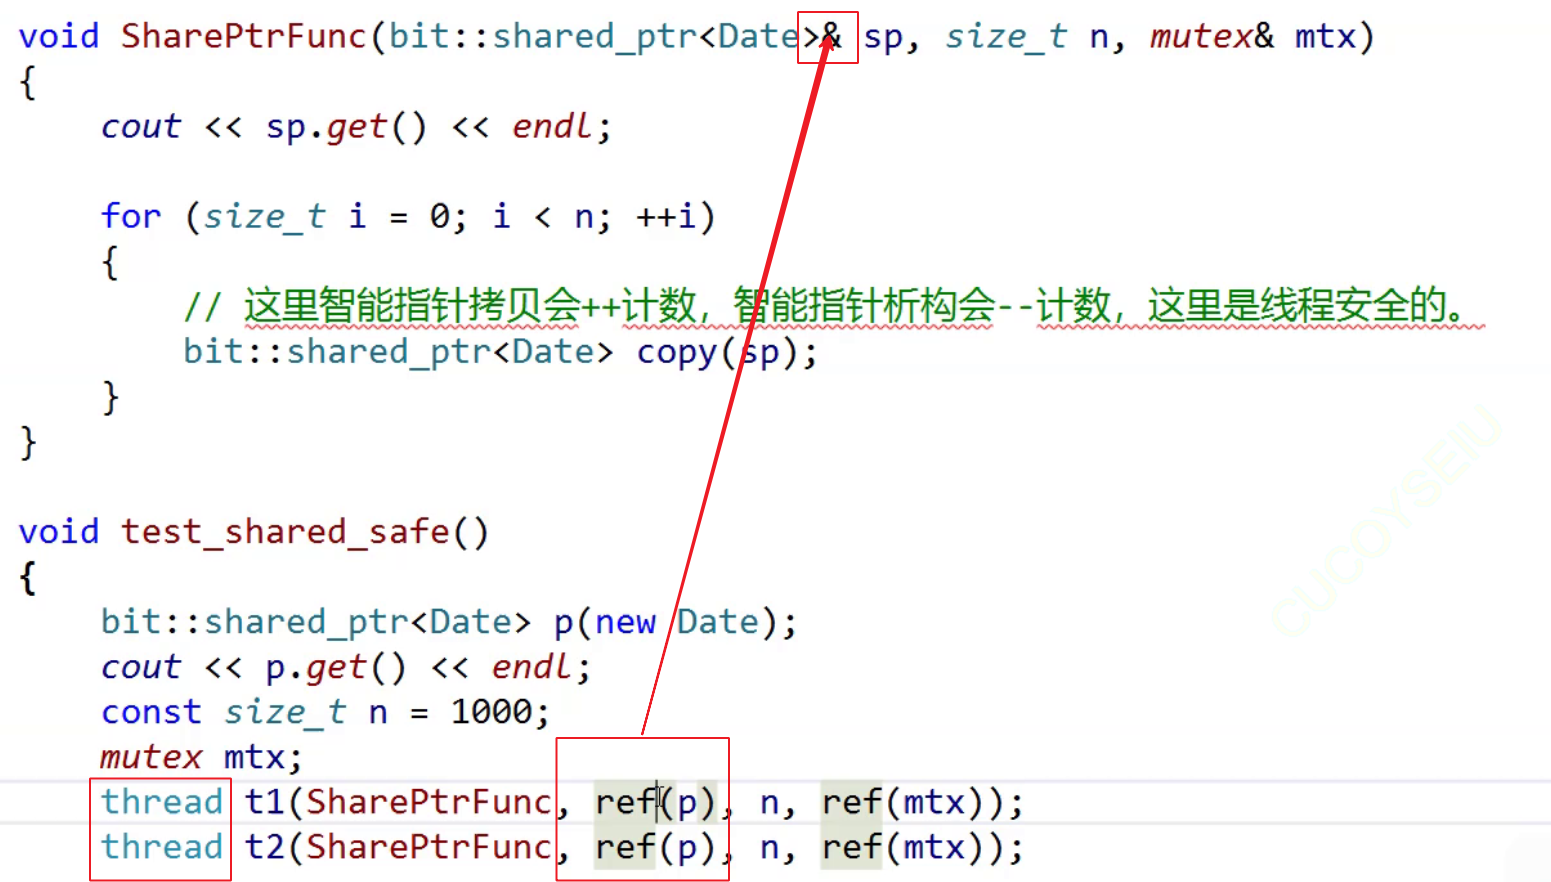 void SharePtrFunc(bit::shared_ptr<Date>& sp, size_t n, mutex& mtx)
{
    cout << sp.get() << endl;
    for (size_t i = 0; i < n; ++i)
    {
        // 这里智能指针拷贝会++计数，智能指针析构会--计数，这里是线程安全的。
        bit::shared_ptr<Date> copy(sp);
    }
}
void test_shared_safe()
{
    bit::shared_ptr<Date> p(new Date);
    cout << p.get() << endl;
    const size_t n = 1000;
    mutex mtx;
    thread t1(SharePtrFunc, ref(p), n, ref(mtx));
    thread t2(SharePtrFunc, ref(p), n, ref(mtx));
CUCOYSEIU